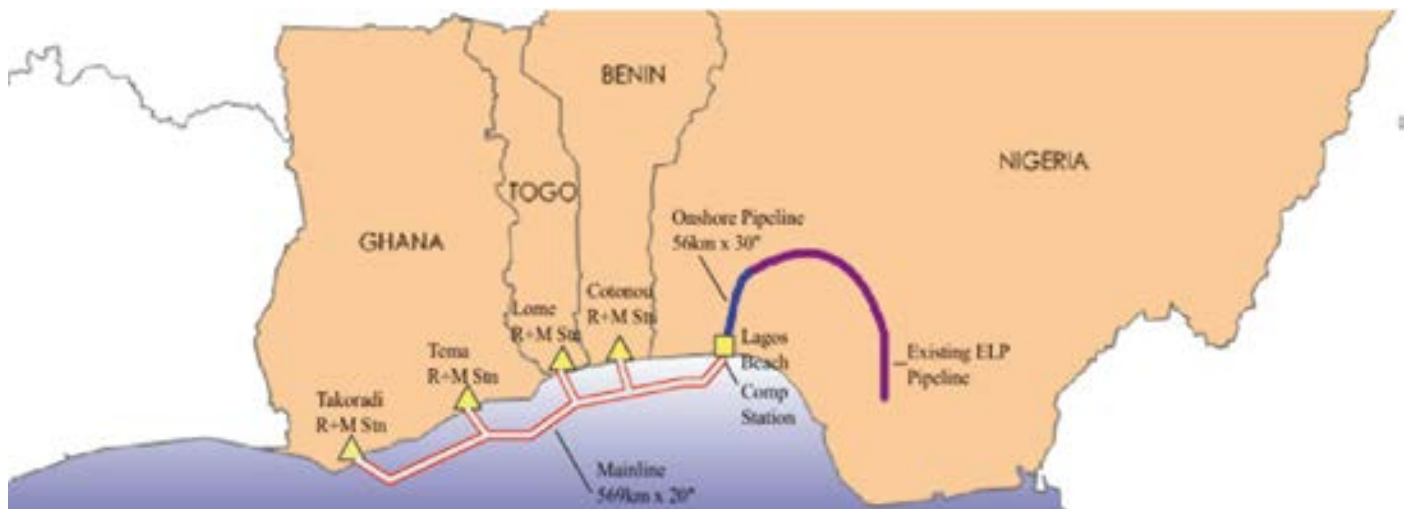 BENIN
NIGERIA
TOGO
GHANA
Onshore Pipeline
56km x 30"
Cotonou
R+M Stn
Lome
R+M Stn
Tema
R+M Stn
Takoradi
R+M Stn
Lagos
Beach
Comp
Station
Existing ELP
Pipeline
Mainline
569km x 20"